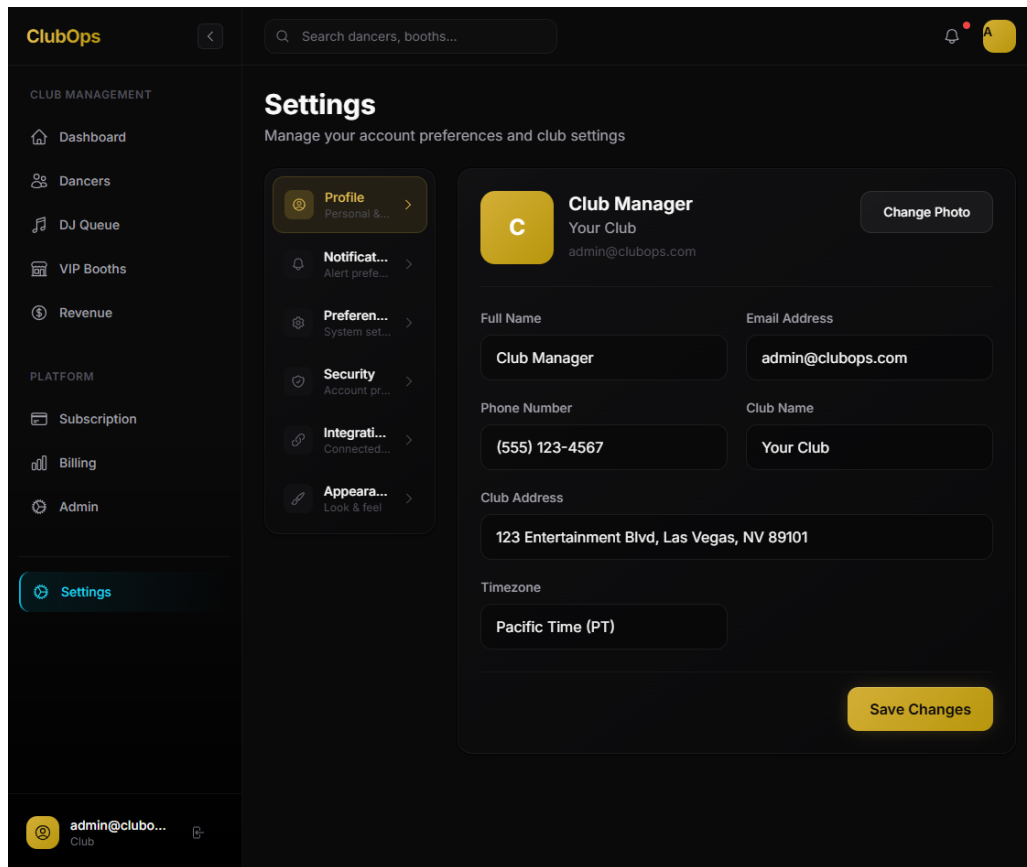 ClubOps
Search dancers, booths...
A
CLUB MANAGEMENT
Dashboard
Dancers
DJ Queue
VIP Booths
Revenue
PLATFORM
Subscription
Billing
Admin
Settings
admin@clubo...
Club
Settings
Manage your account preferences and club settings
Profile
Personal &...
Notificat...
Alert prefe...
Preferen...
System set...
Security
Account pr...
Integrati...
Connected...
Appeara...
Look & feel
C
Club Manager
Your Club
admin@clubops.com
Change Photo
Full Name
Club Manager
Email Address
admin@clubops.com
Phone Number
(555) 123-4567
Club Name
Your Club
Club Address
123 Entertainment Blvd, Las Vegas, NV 89101
Timezone
Pacific Time (PT)
Save Changes